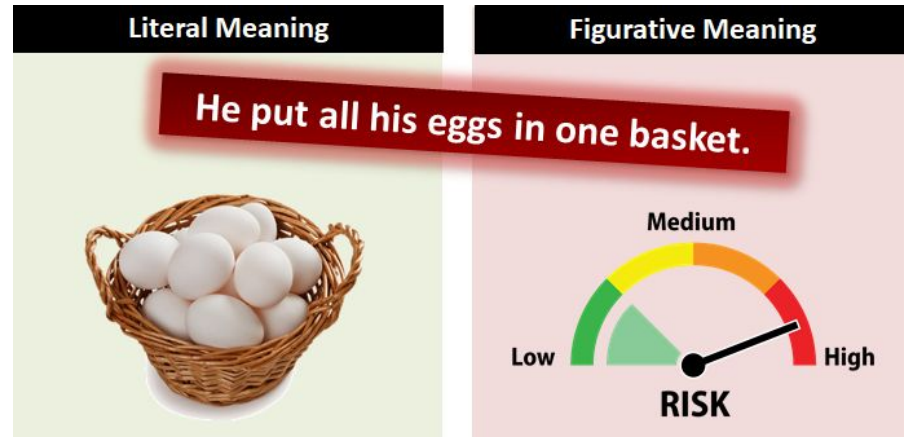 Literal Meaning
Figurative Meaning
He put all his eggs in one basket.
Medium
Low
High
RISK